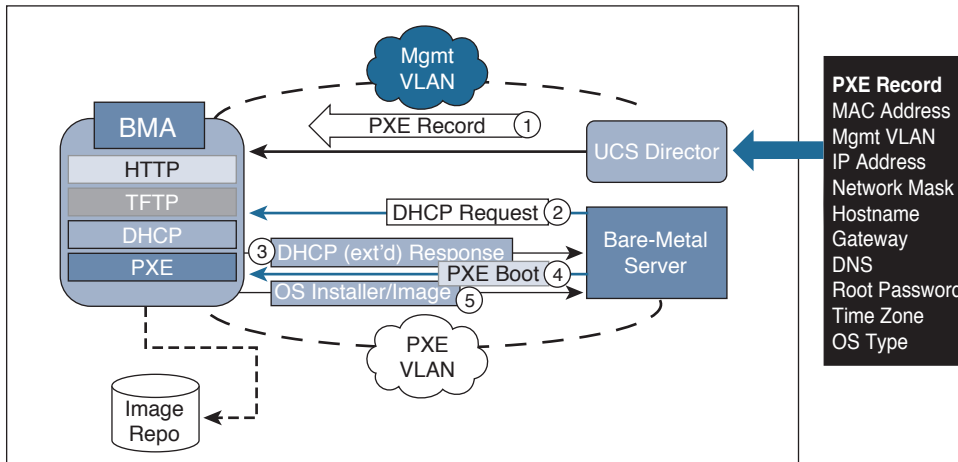 Mgmt
VLAN
PXE Record 1
BMA
HTTP
TFTP
DHCP
PXE
UCS Director
DHCP Request 2
3 DHCP (ext'd) Response
PXE Boot 4
OS Installer/Image 5
Bare-Metal
Server
PXE
VLAN
Image
Repo
PXE Record
MAC Address
Mgmt VLAN
IP Address
Network Mask
Hostname
Gateway
DNS
Root Password
Time Zone
OS Type